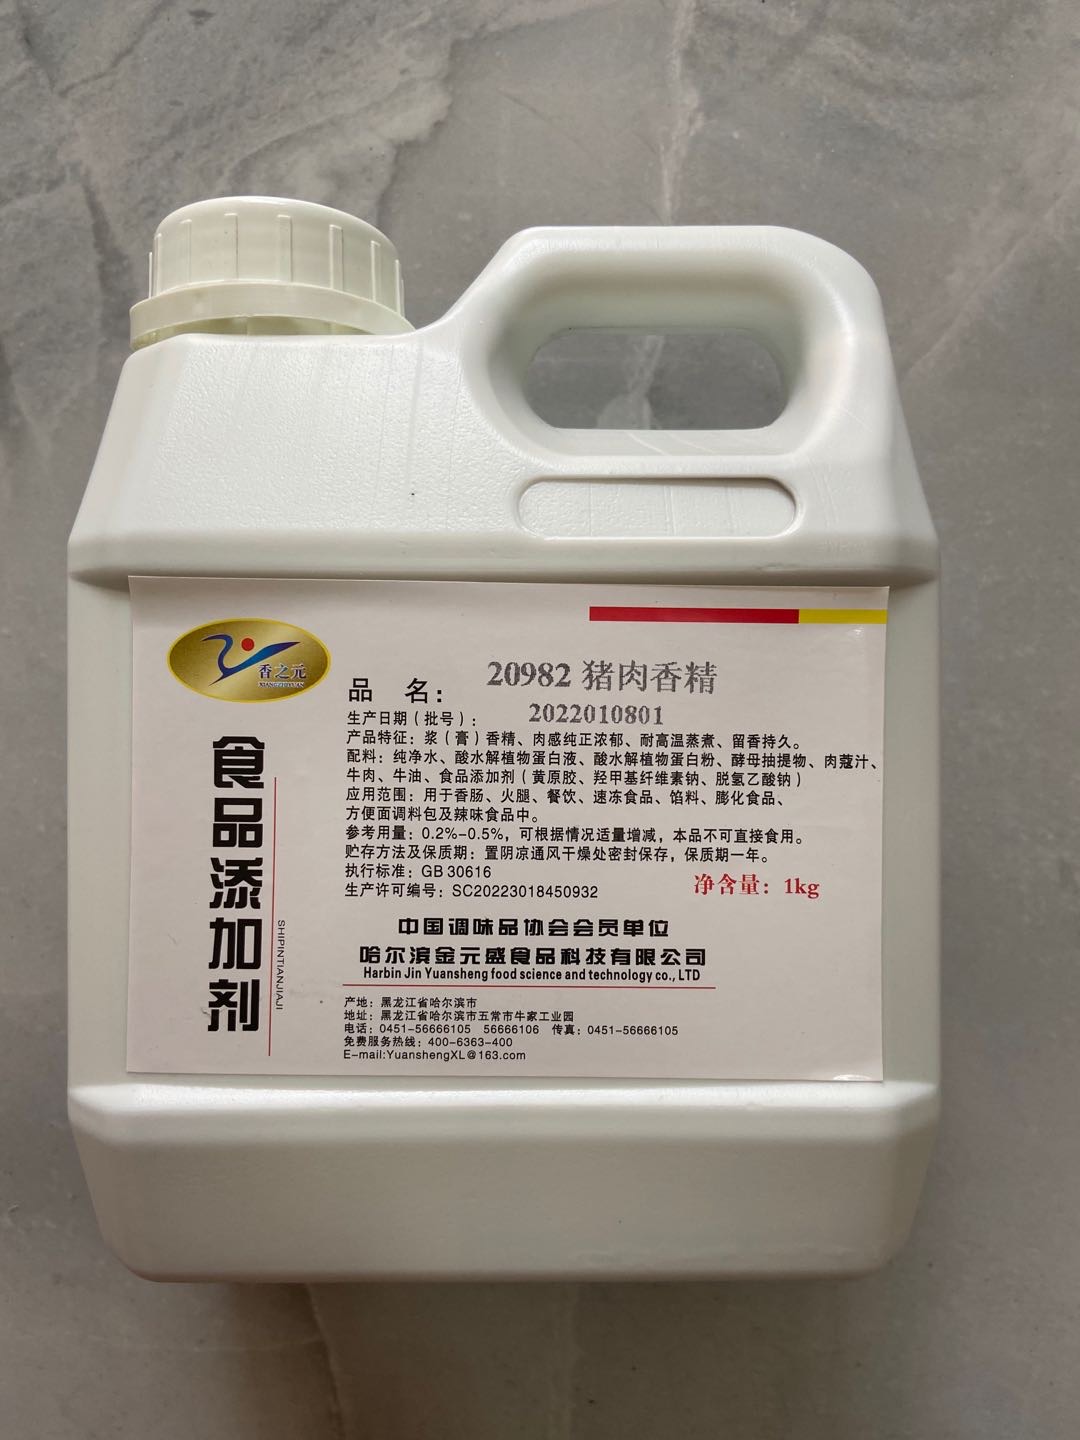 香之元
XIANGZHIYUAN
食品添加剂
SHIPINTIANJIAJI
品 名: 20982 猪肉香精
生产日期(批号): 2022010801
产品特征: 浆(膏)香精、肉感纯正浓郁、耐高温蒸煮、留香持久。
配料: 纯净水、酸水解植物蛋白液、酸水解植物蛋白粉、酵母抽提物、肉蔻汁、
牛肉、牛油、食品添加剂(黄原胶、羟甲基纤维素钠、脱氢乙酸钠)
应用范围: 用于香肠、火腿、餐饮、速冻食品、馅料、膨化食品、
方便面调料包及辣味食品中。
参考用量: 0.2%-0.5%, 可根据情况适量增减, 本品不可直接食用。
贮存方法及保质期: 置阴凉通风干燥处密封保存, 保质期一年。
执行标准: GB 30616
生产许可编号: SC20223018450932
净含量: 1kg
中国调味品协会会员单位
哈尔滨金元盛食品科技有限公司
Harbin Jin Yuansheng food science and technology co., LTD
产地: 黑龙江省哈尔滨市
地址: 黑龙江省哈尔滨市五常市牛家工业园
电话: 0451-56666105 56666106 传真: 0451-56666105
免费服务热线: 400-6363-400
E-mail:YuanshengXL@163.com